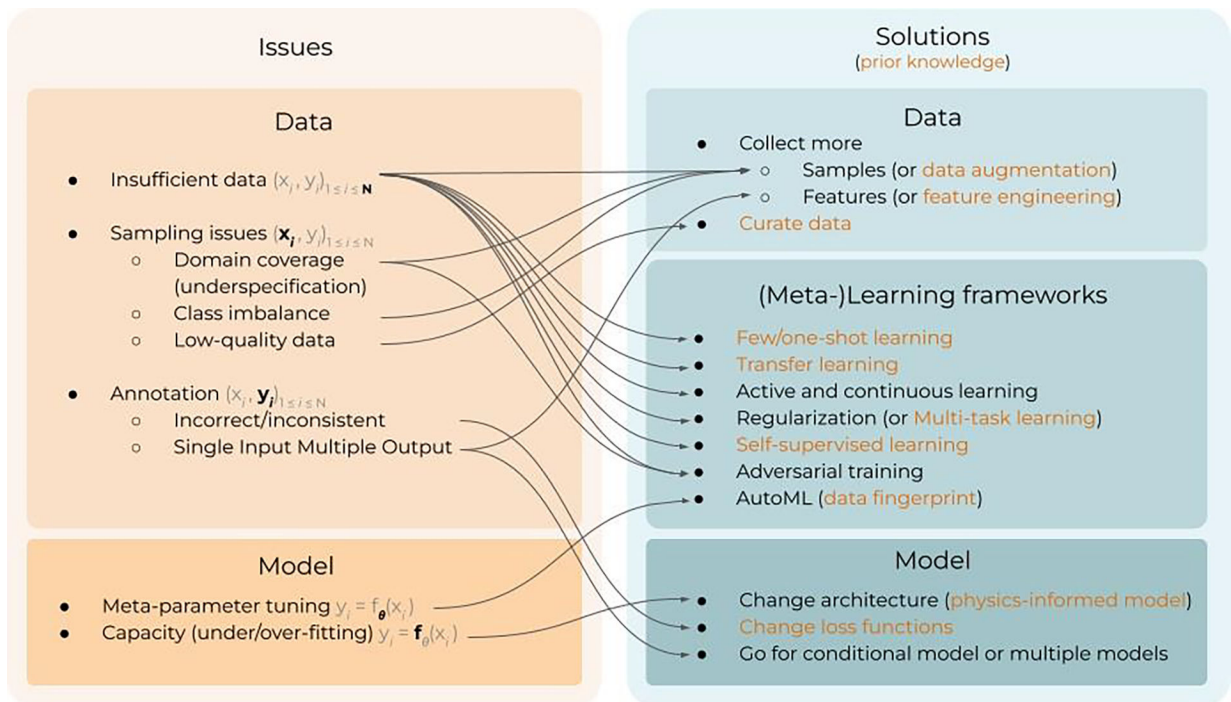 Issues
Data
● Insufficient data (xᵢ, yᵢ)₁ ≤ i ≤ N
● Sampling issues (xᵢ, yᵢ)₁ ≤ i ≤ N
○ Domain coverage
(underspecification)
○ Class imbalance
○ Low-quality data
● Annotation (xᵢ, yᵢ)₁ ≤ i ≤ N
○ Incorrect/inconsistent
○ Single Input Multiple Output
Model
● Meta-parameter tuning yᵢ = fθ(xᵢ)
● Capacity (under/over-fitting) yᵢ = fθ(xᵢ)
Solutions
(prior knowledge)
Data
● Collect more
○ Samples (or data augmentation)
○ Features (or feature engineering)
● Curate data
(Meta-)Learning frameworks
● Few/one-shot learning
● Transfer learning
● Active and continuous learning
● Regularization (or Multi-task learning)
● Self-supervised learning
● Adversarial training
● AutoML (data fingerprint)
Model
● Change architecture (physics-informed model)
● Change loss functions
● Go for conditional model or multiple models